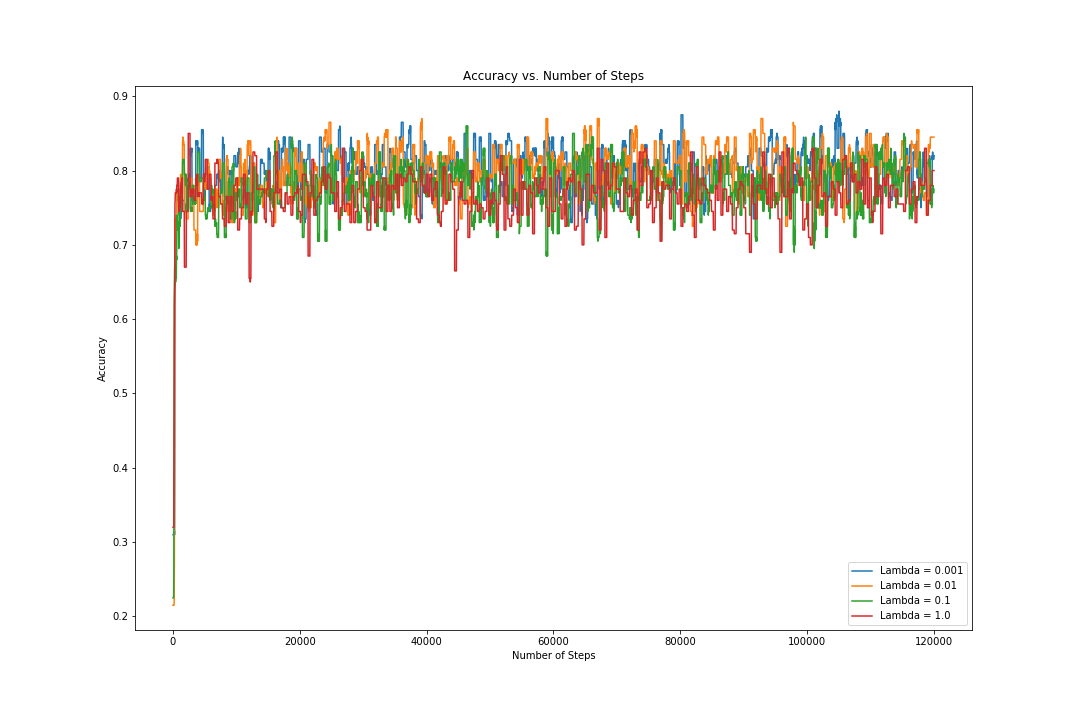 Accuracy vs. Number of Steps
0.9
0.8
0.7
0.6
0.5
0.4
0.3
0.2
Accuracy
0
20000
40000
60000
80000
100000
120000
Number of Steps
Lambda = 0.001
Lambda = 0.01
Lambda = 0.1
Lambda = 1.0